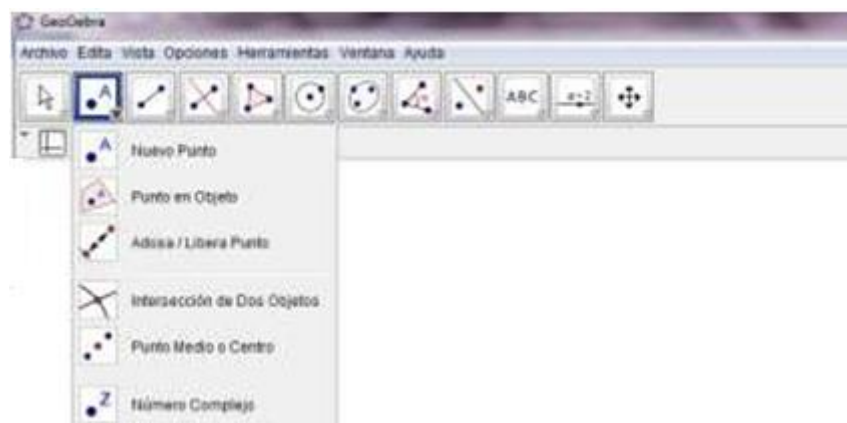 GeoGebra
Archivo Edita Vista Opciones Herramientas Ventana Ayuda
A ABC a=2
A Nuevo Punto
Punto en Objeto
Adosa / Libera Punto
Intersección de Dos Objetos
Punto Medio o Centro
Z Número Complejo